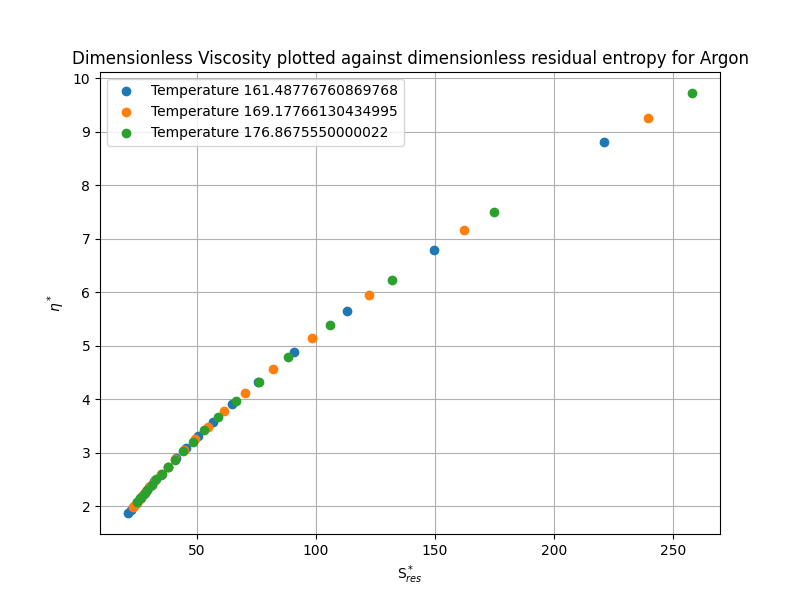 Dimensionless Viscosity plotted against dimensionless residual entropy for Argon
Temperature 161.48776760869768
Temperature 169.17766130434995
Temperature 176.8675550000022
10
9
8
7
6
5
4
3
2
η*
50 100 150 200 250
S*res